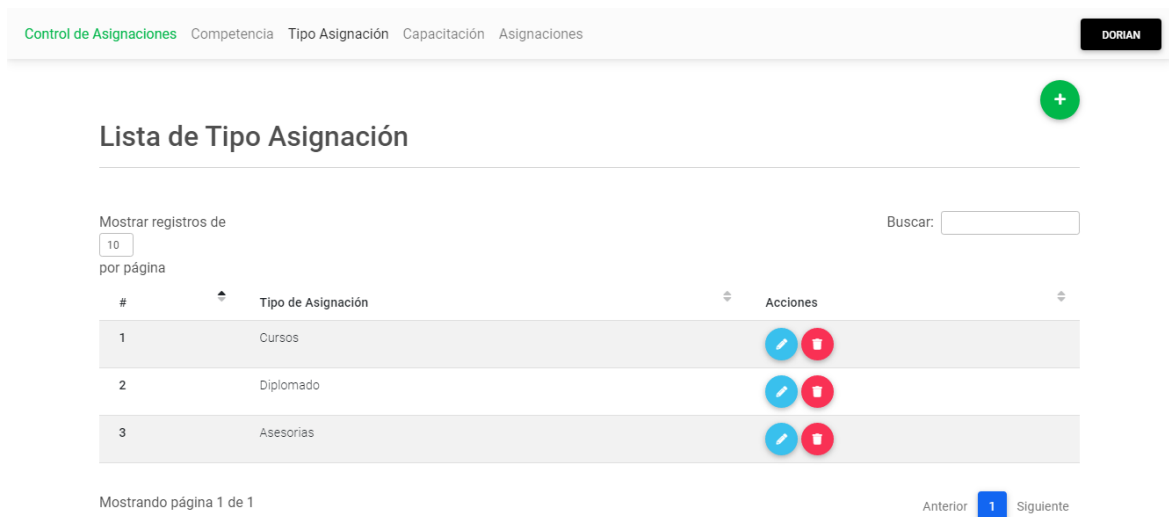 Control de Asignaciones Competencia Tipo Asignación Capacitación Asignaciones DORIAN
+
Lista de Tipo Asignación
Mostrar registros de
10
por página
Buscar:
# Tipo de Asignación Acciones
1 Cursos
2 Diplomado
3 Asesorias
Mostrando página 1 de 1
Anterior 1 Siguiente